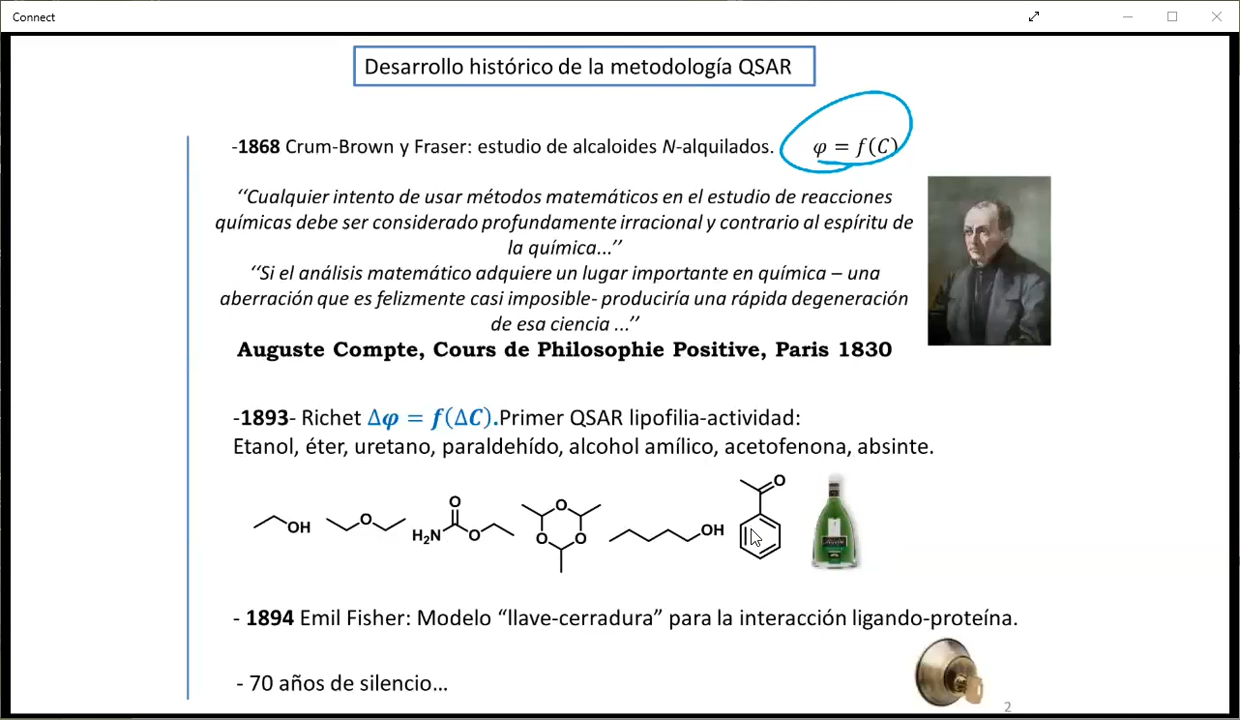 Connect
Desarrollo histórico de la metodología QSAR
-1868 Crum-Brown y Fraser: estudio de alcaloides N-alquilados. φ = f(C)
‘‘Cualquier intento de usar métodos matemáticos en el estudio de reacciones
químicas debe ser considerado profundamente irracional y contrario al espíritu de
la química...’’
‘‘Si el análisis matemático adquiere un lugar importante en química – una
aberración que es felizmente casi imposible- produciría una rápida degeneración
de esa ciencia ...’’
Auguste Compte, Cours de Philosophie Positive, Paris 1830
-1893- Richet Δφ = f(ΔC).Primer QSAR lipofilia-actividad:
Etanol, éter, uretano, paraldehído, alcohol amílico, acetofenona, absinte.
OH O H₂N O O O O O OH O
- 1894 Emil Fisher: Modelo “llave-cerradura” para la interacción ligando-proteína.
- 70 años de silencio...
2